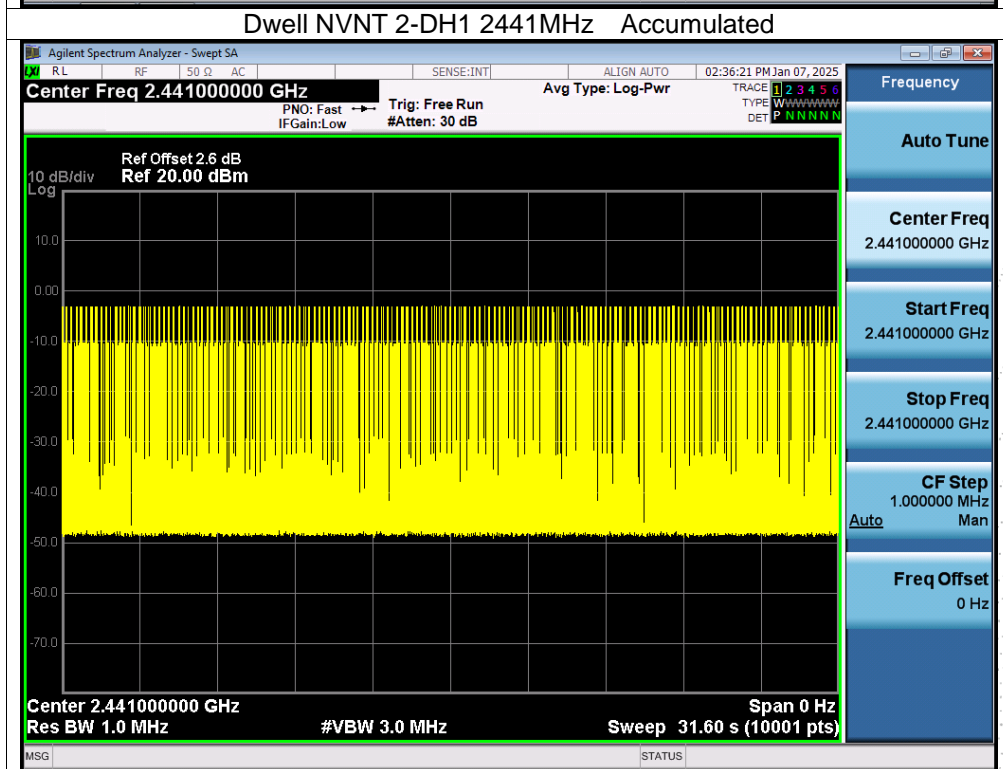 Dwell NVNT 2-DH1 2441MHz Accumulated
Agilent Spectrum Analyzer - Swept SA
LXI RL RF 50 Ω AC SENSE:INT ALIGN AUTO 02:36:21 PM Jan 07, 2025
Center Freq 2.441000000 GHz
PNO: Fast
IFGain:Low
Trig: Free Run
#Atten: 30 dB
Avg Type: Log-Pwr
TRACE 1 2 3 4 5 6
TYPE WWWWWW
DET P N N N N N
Ref Offset 2.6 dB
10 dB/div Ref 20.00 dBm
Log
10.0
0.00
-10.0
-20.0
-30.0
-40.0
-50.0
-60.0
-70.0
Center 2.441000000 GHz Span 0 Hz
Res BW 1.0 MHz #VBW 3.0 MHz Sweep 31.60 s (10001 pts)
MSG STATUS
Frequency
Auto Tune
Center Freq
2.441000000 GHz
Start Freq
2.441000000 GHz
Stop Freq
2.441000000 GHz
CF Step
1.000000 MHz
Auto Man
Freq Offset
0 Hz